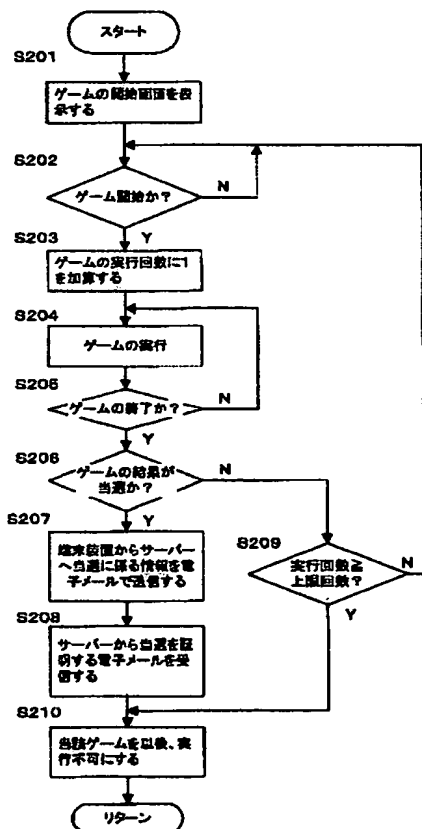 スタート
S201
ゲームの開始画面を表
示する
S202
ゲーム開始か?
N
Y
S203
ゲームの実行回数に1
を加算する
S204
ゲームの実行
S205
ゲームの終了か?
N
Y
S206
ゲームの結果が
当選か?
N
Y
S207
端末装置からサーバー
へ当選に係る情報を電
子メールで送信する
S209
実行回数≧
上限回数?
N
Y
S208
サーバーから当選を証
明する電子メールを受
信する
S210
当該ゲームを以後、実
行不可にする
リターン